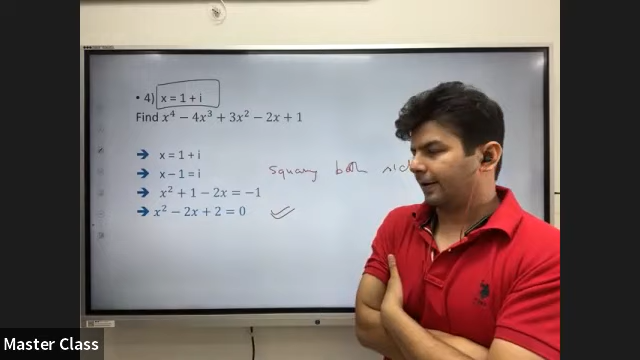 • 4) x = 1 + i
Find x⁴ − 4x³ + 3x² − 2x + 1
➔ x = 1 + i
➔ x − 1 = i
squaring both
➔ x² + 1 − 2x = −1
➔ x² − 2x + 2 = 0
Master Class